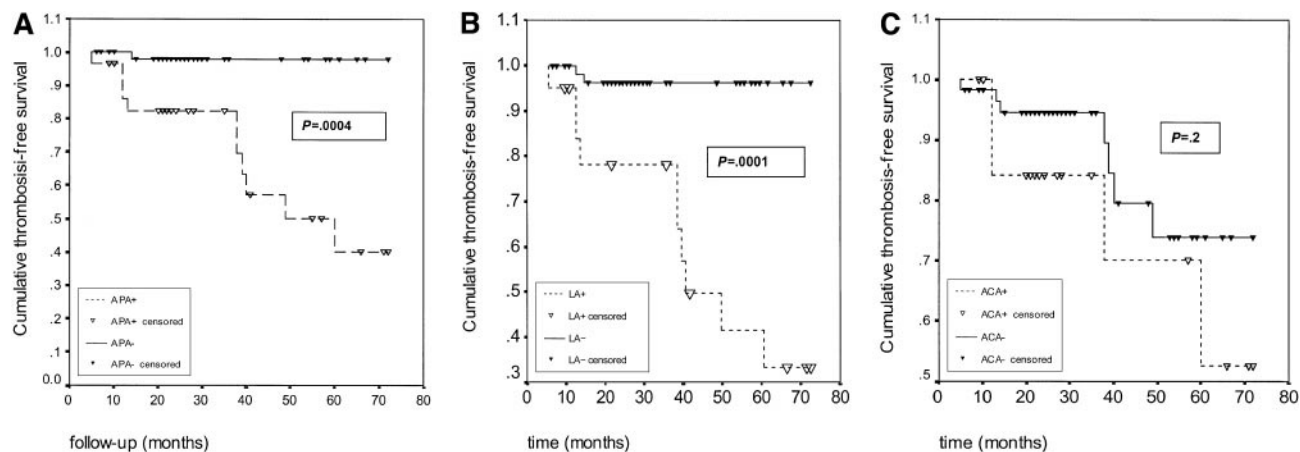 A
Cumulative thrombosi-free survival
1.1
1.0
.9
.8
.7
.6
.5
.4
.3
.2
.1
0.0
P=.0004
APA+
APA+ censored
APA-
APA- censored
0 10 20 30 40 50 60 70 80
follow-up (months)
B
Cumulative thrombosis-free survival
1.1
1.0
.9
.8
.7
.6
.5
.4
.3
P=.0001
LA+
LA+ censored
LA−
LA− censored
0 10 20 30 40 50 60 70 80
time (months)
C
Cumulative thrombosis-free survival
1.1
1.0
.9
.8
0.7
.6
.5
P=.2
ACA+
ACA+ censored
ACA-
ACA- censored
0 10 20 30 40 50 60 70 80
time (months)